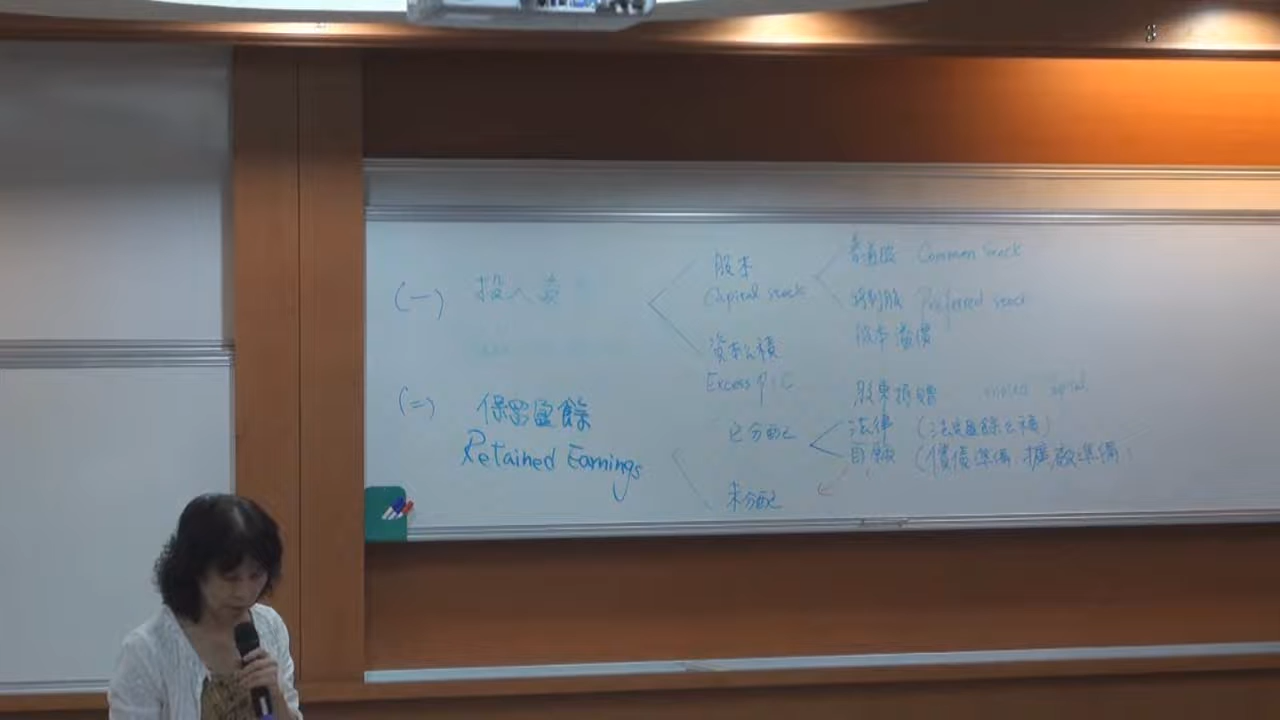 (一) 投入資
股本
Capital stock
普通股 Common stock
特別股 Preferred stock
資本公積
Excess P.I.C
股本溢價
股東捐贈
(二) 保留盈餘
Retained Earnings
已分配
法律 (法定盈餘公積)
自願 (償債準備、擴廠準備)
未分配